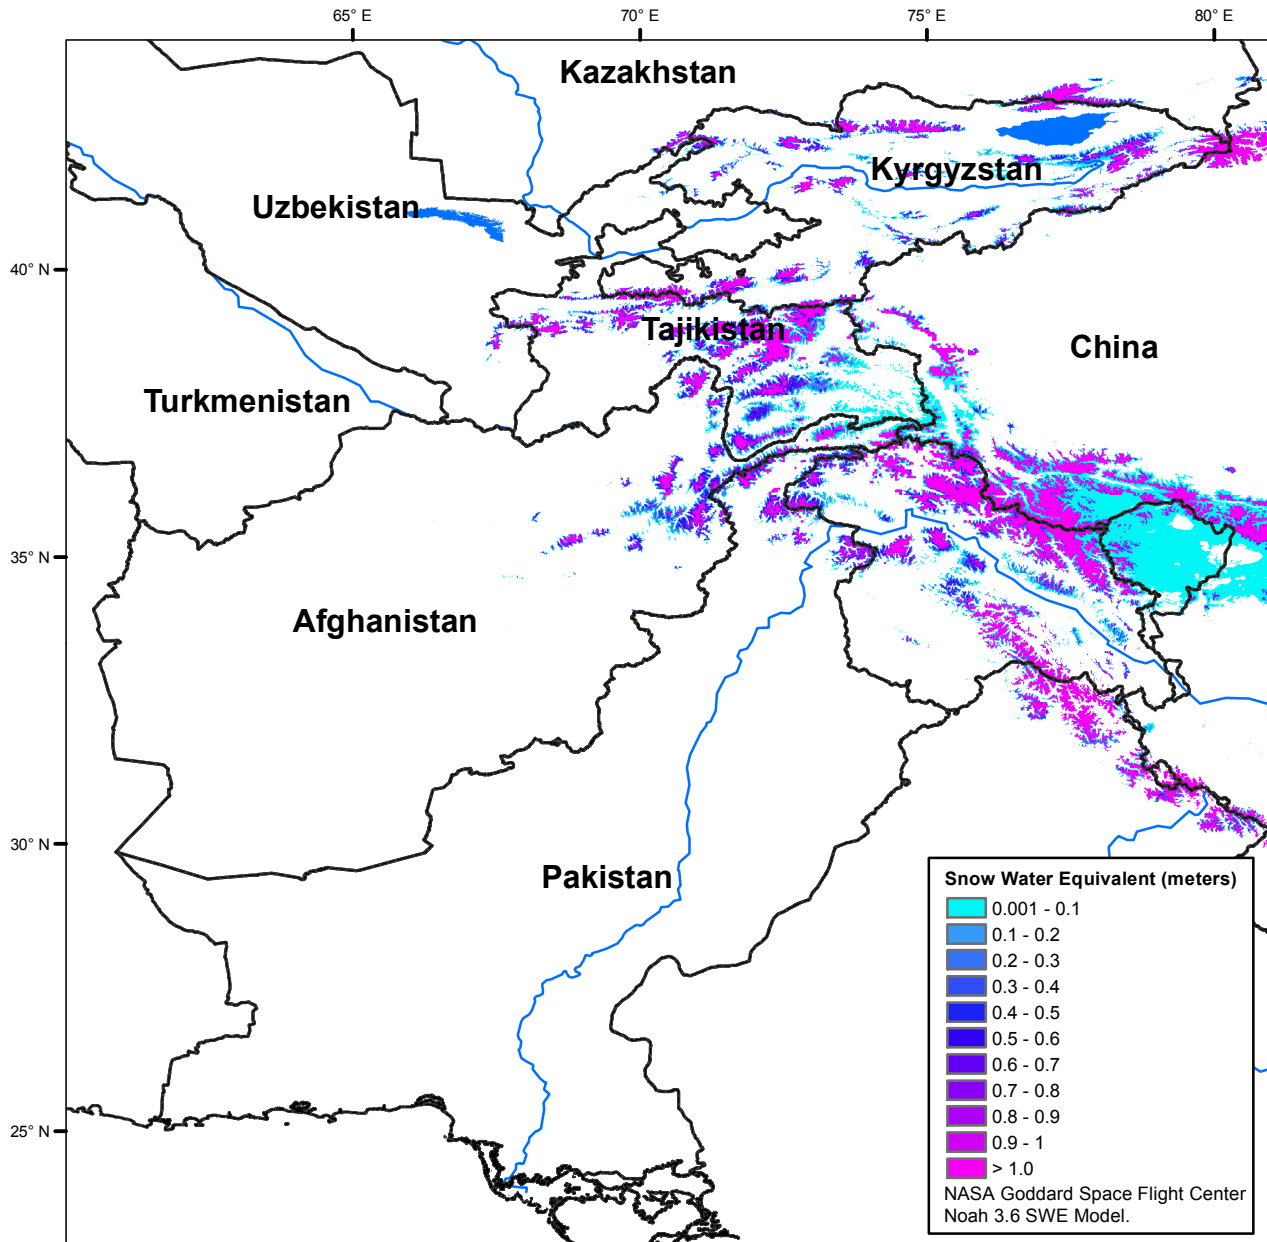 65° E
70° E
75° E
80° E
Kazakhstan
Kyrgyzstan
Uzbekistan
40° N
Tajikistan
China
Turkmenistan
35° N
Afghanistan
30° N
Pakistan
25° N
Snow Water Equivalent (meters)
0.001 - 0.1
0.1 - 0.2
0.2 - 0.3
0.3 - 0.4
0.4 - 0.5
0.5 - 0.6
0.6 - 0.7
0.7 - 0.8
0.8 - 0.9
0.9 - 1
> 1.0
NASA Goddard Space Flight Center
Noah 3.6 SWE Model.